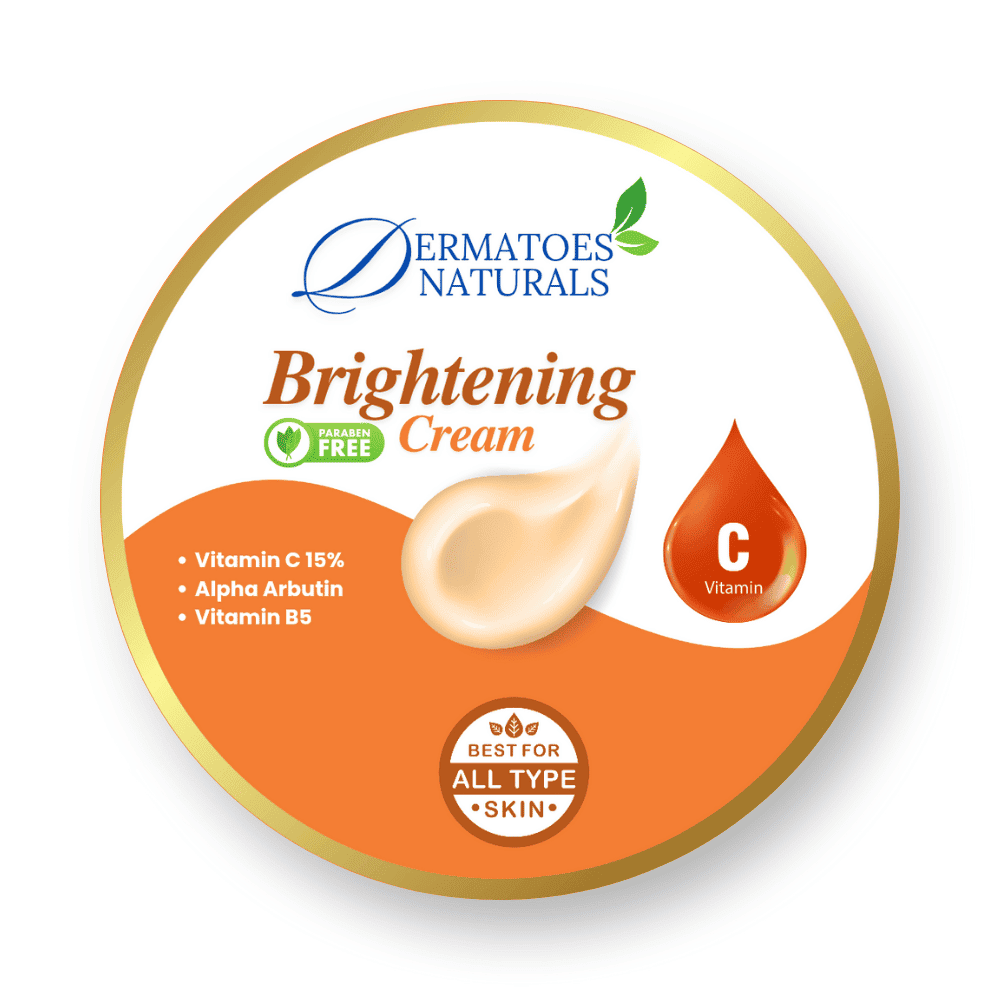 DERMATOES
NATURALS
Brightening
PARABEN
FREE
Cream
• Vitamin C 15%
• Alpha Arbutin
• Vitamin B5
C
Vitamin
BEST FOR
ALL TYPE
• SKIN •